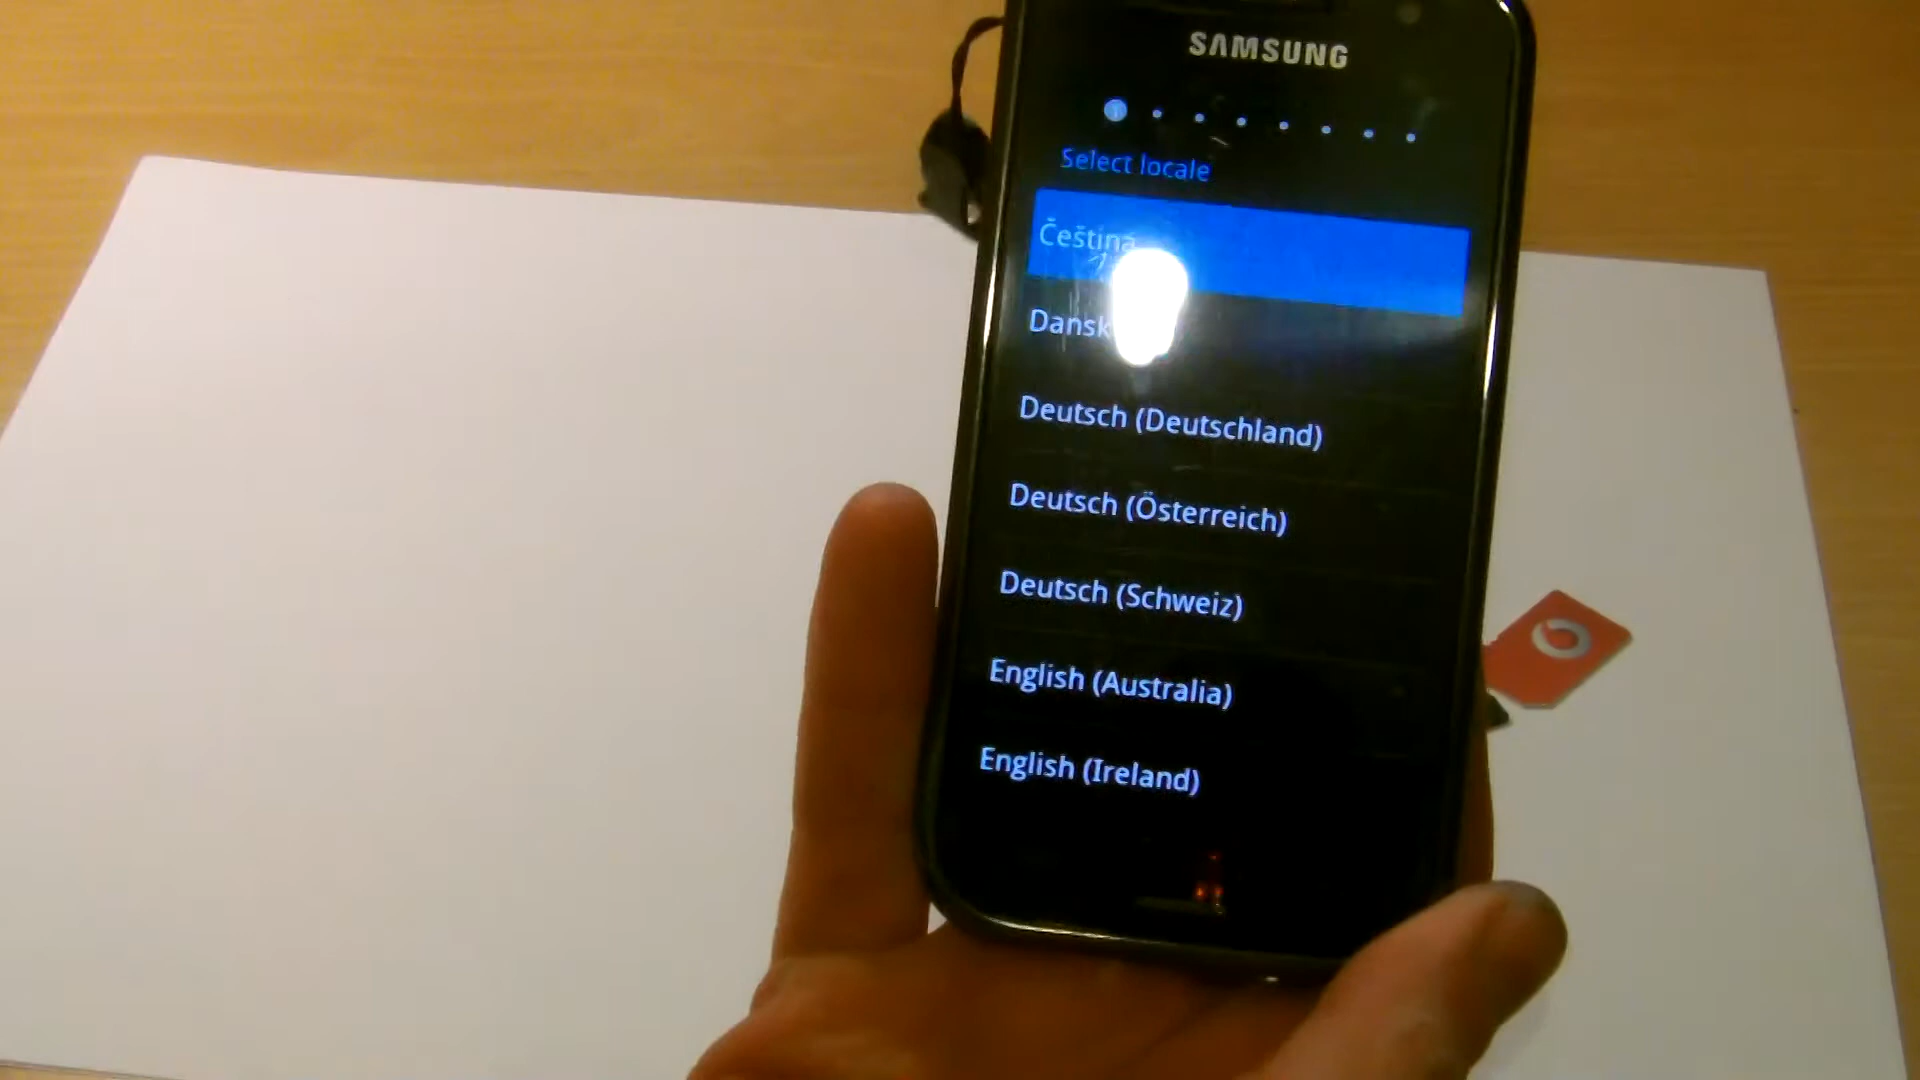 SAMSUNG
Select locale
Čeština
Dansk
Deutsch (Deutschland)
Deutsch (Österreich)
Deutsch (Schweiz)
English (Australia)
English (Ireland)